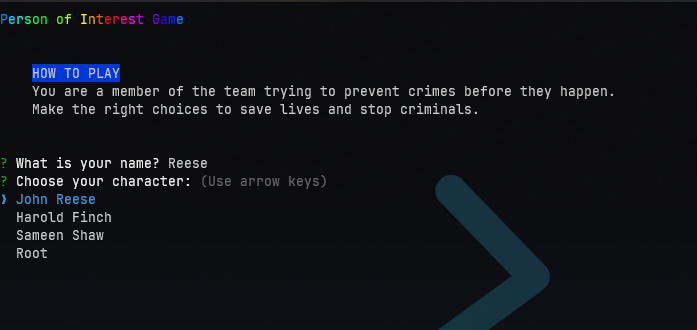 Person of Interest Game
HOW TO PLAY
You are a member of the team trying to prevent crimes before they happen.
Make the right choices to save lives and stop criminals.
? What is your name? Reese
? Choose your character: (Use arrow keys)
❯ John Reese
Harold Finch
Sameen Shaw
Root